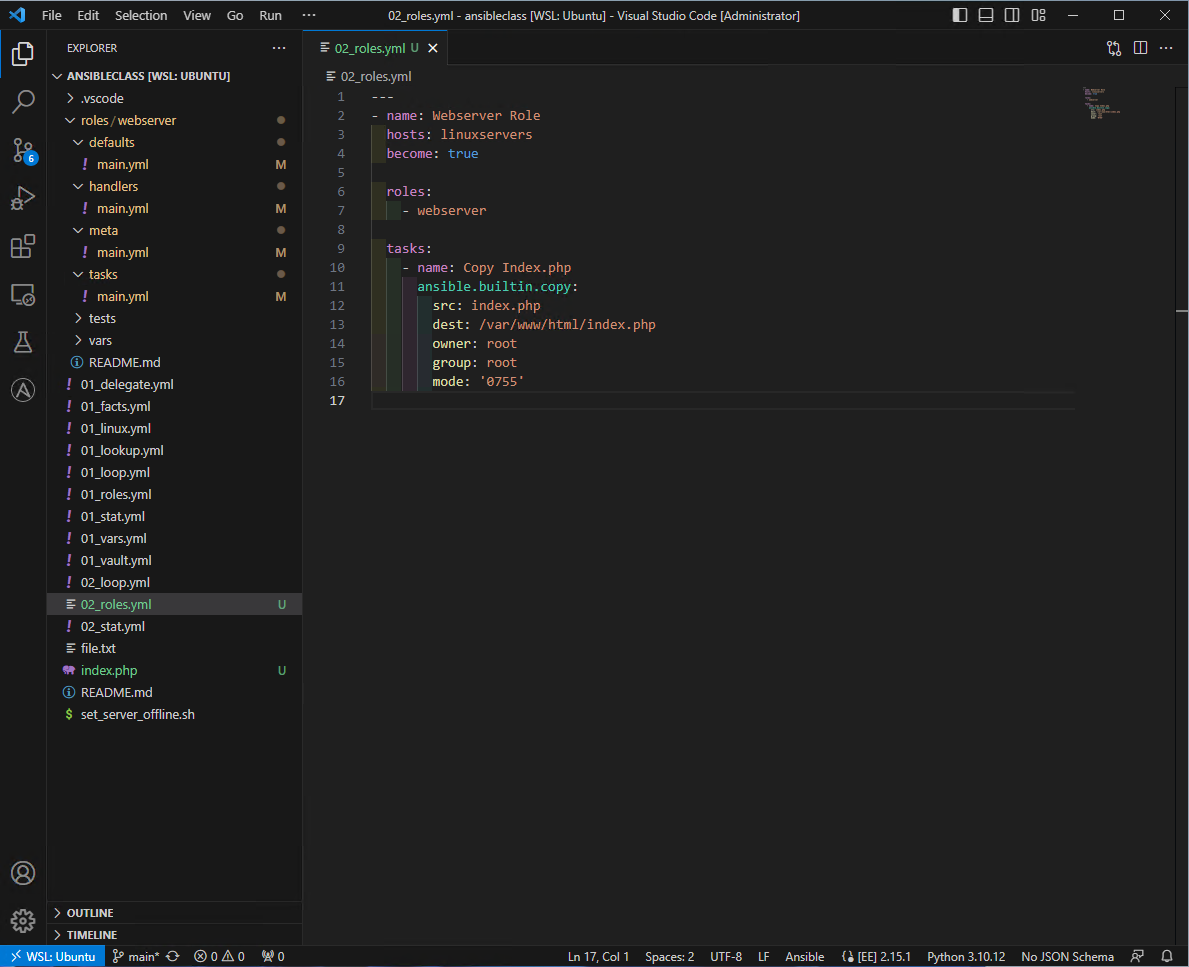 File Edit Selection View Go Run ··· 02_roles.yml - ansibleclass [WSL: Ubuntu] - Visual Studio Code [Administrator]
EXPLORER ···
ANSIBLECLASS [WSL: UBUNTU]
.vscode
roles / webserver
defaults
! main.yml M
handlers
! main.yml M
meta
! main.yml M
tasks
! main.yml M
tests
vars
README.md
! 01_delegate.yml
! 01_facts.yml
! 01_linux.yml
! 01_lookup.yml
! 01_loop.yml
! 01_roles.yml
! 01_stat.yml
! 01_vars.yml
! 01_vault.yml
! 02_loop.yml
02_roles.yml U
! 02_stat.yml
file.txt
index.php U
README.md
$ set_server_offline.sh
OUTLINE
TIMELINE
6
02_roles.yml U
02_roles.yml
1 ---
2 - name: Webserver Role
3 hosts: linuxservers
4 become: true
5
6 roles:
7 - webserver
8
9 tasks:
10 - name: Copy Index.php
11 ansible.builtin.copy:
12 src: index.php
13 dest: /var/www/html/index.php
14 owner: root
15 group: root
16 mode: '0755'
17
WSL: Ubuntu main* 0 0 0 Ln 17, Col 1 Spaces: 2 UTF-8 LF Ansible [EE] 2.15.1 Python 3.10.12 No JSON Schema